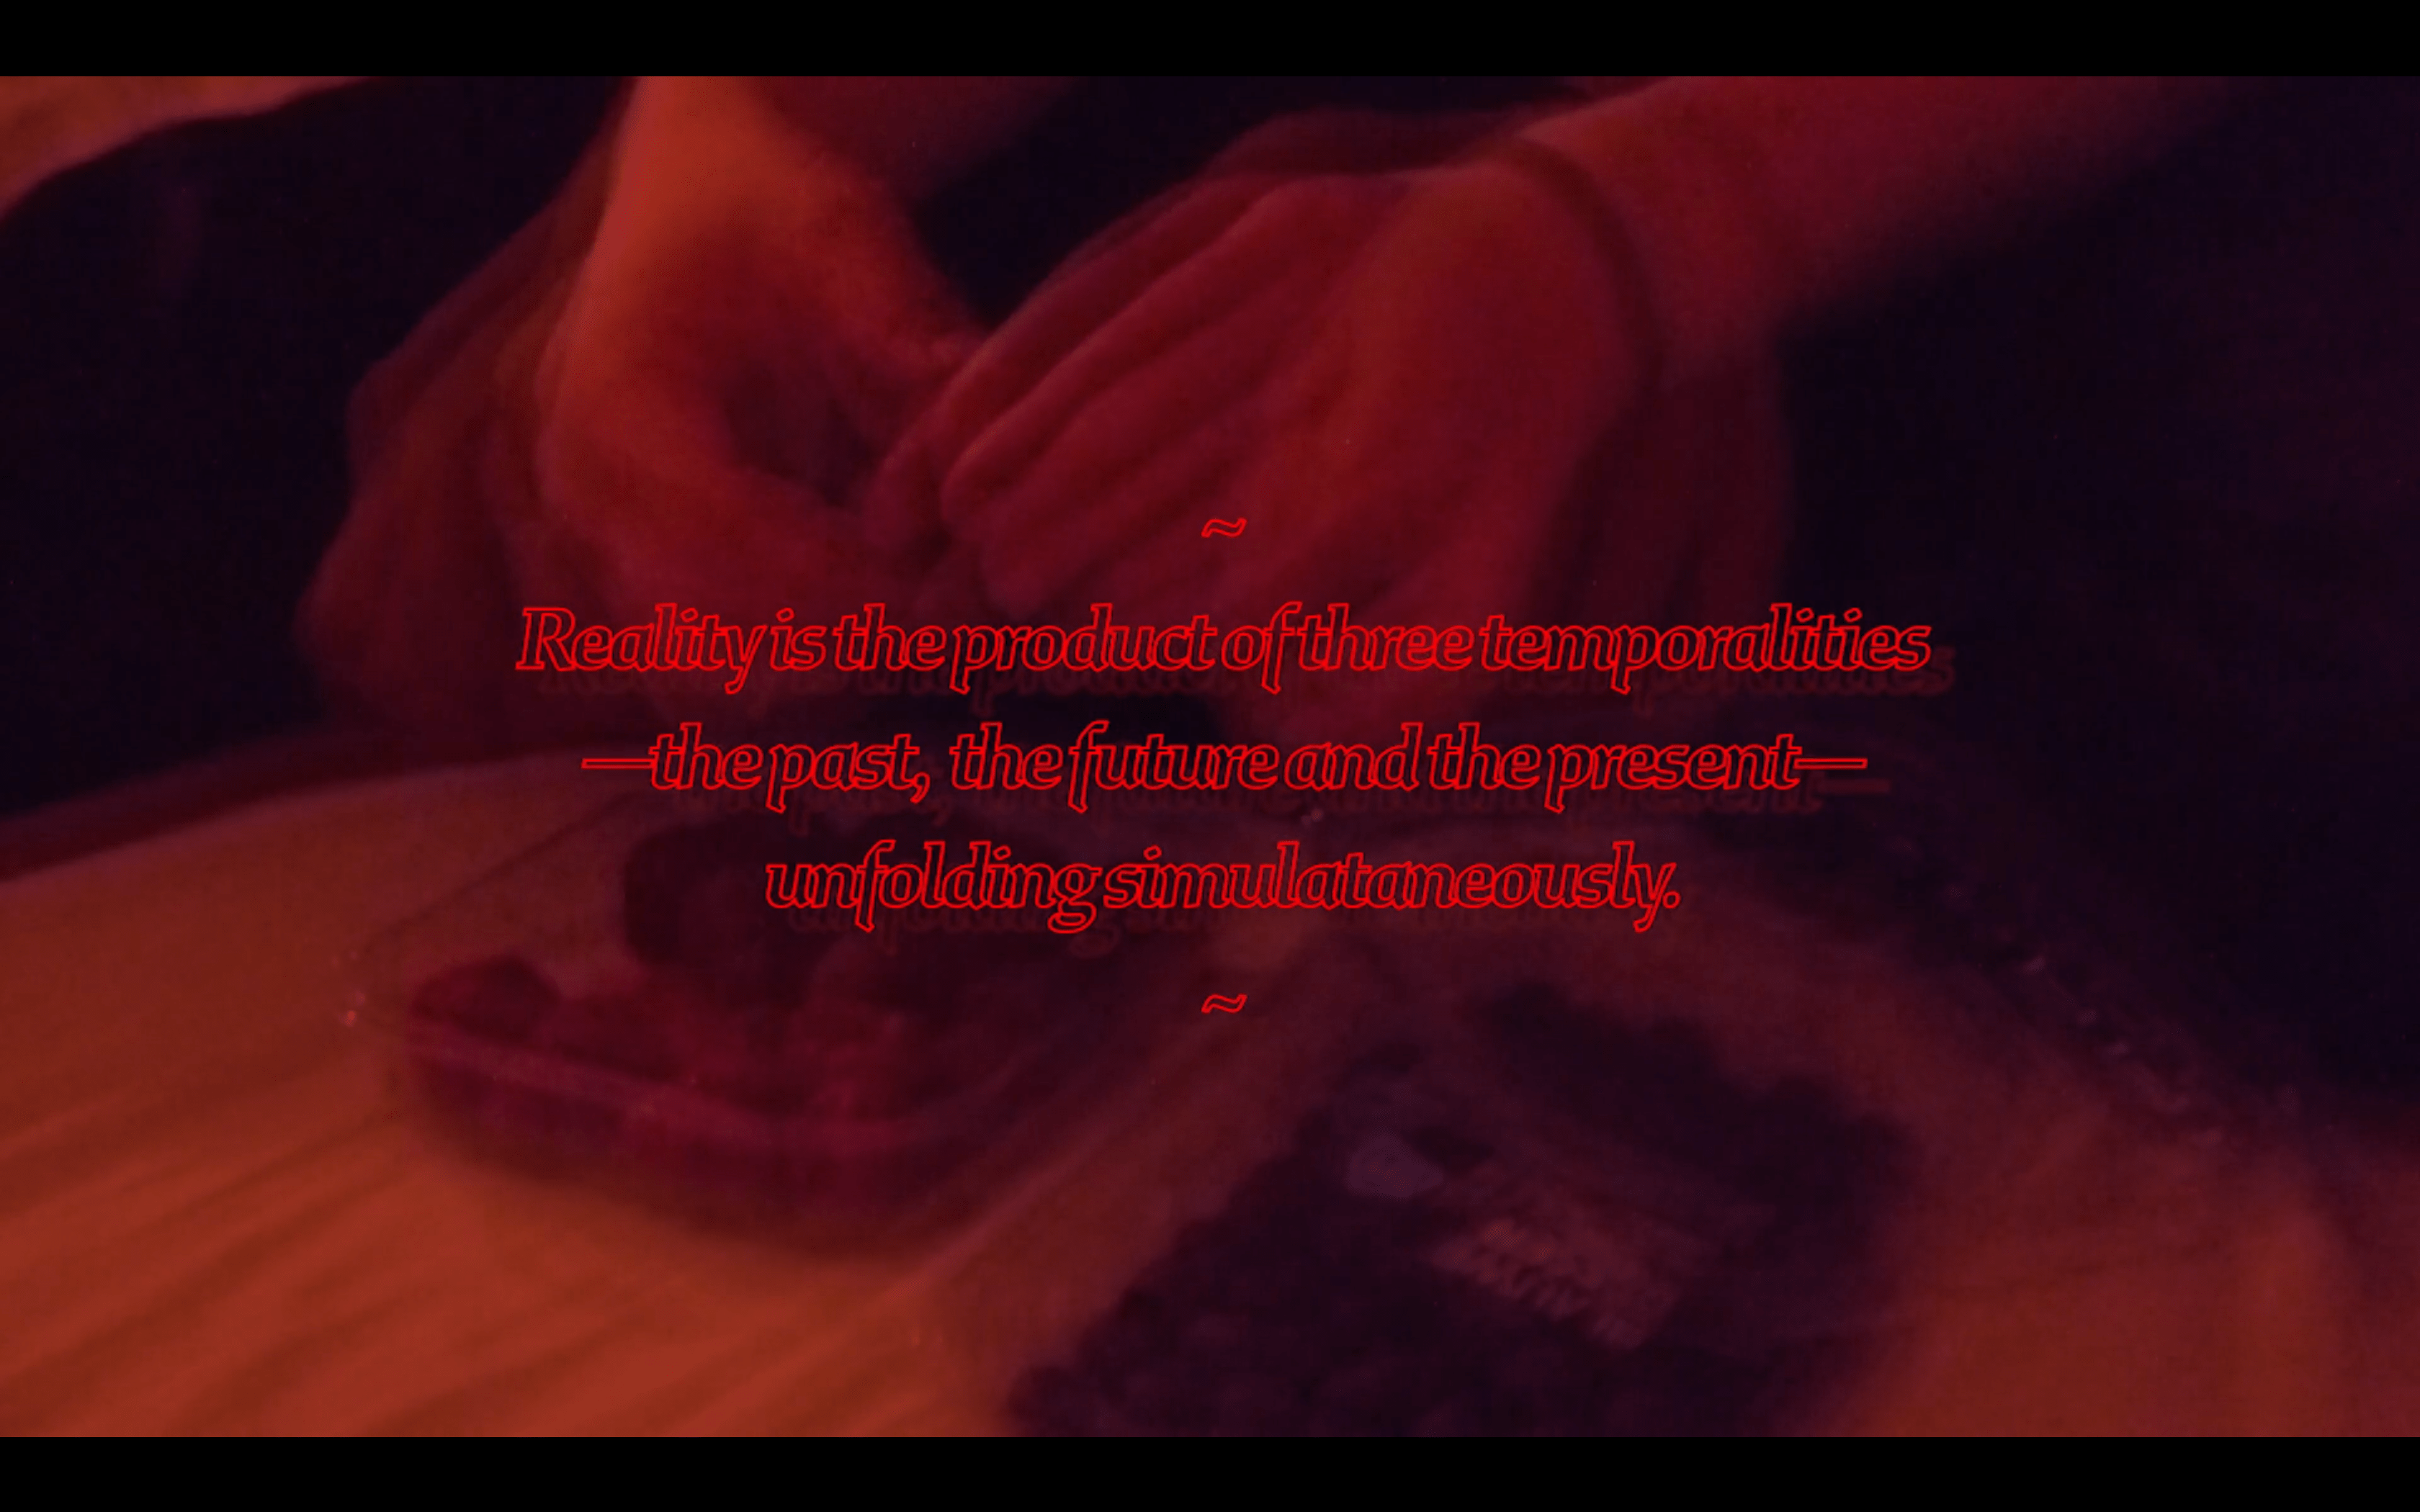 ~
Reality is the product of three temporalities
—the past, the future and the present—
unfolding simulataneously.
~